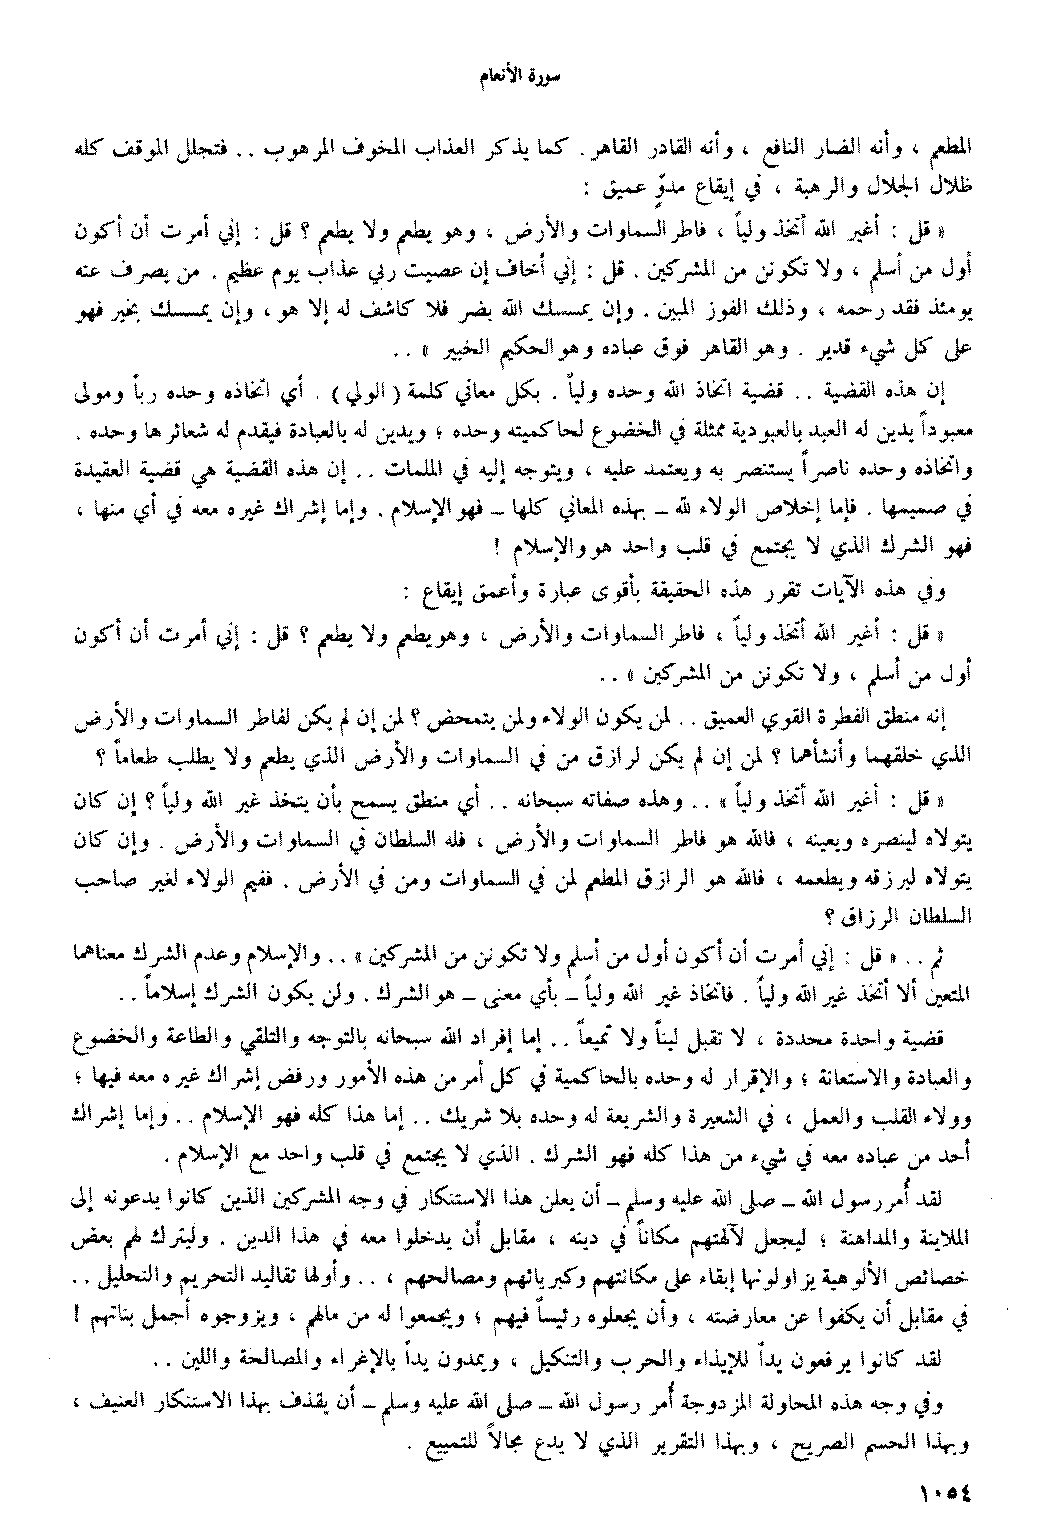 سورة الأنعام
المطعم ، وأنه الضار النافع ، وأنه القادر القاهر. كما يذكر العذاب المخوف المرهوب .. فتجلل الموقف كله
ظلال الجلال والرهبة ، في إيقاع مدوٍّ عميق :
« قل : أغير الله أتخذ ولياً ، فاطر السماوات والأرض ، وهو يطعم ولا يطعم ؟ قل : إني أمرت أن أكون
أول من أسلم ، ولا تكونن من المشركين. قل : إني أخاف إن عصيت ربي عذاب يوم عظيم . من يصرف عنه
يومئذ فقد رحمه ، وذلك الفوز المبين . وإن يمسسك الله بضر فلا كاشف له إلا هو ، وإن يمسسك بخير فهو
على كل شيء قدير . وهو القاهر فوق عباده وهو الحكيم الخبير » ..
إن هذه القضية .. قضية اتخاذ الله وحده ولياً . بكل معاني كلمة ( الولي ) . أي اتخاذه وحده رباً ومولى
معبوداً يدين له العبد بالعبودية ممثلة في الخضوع لحاكميته وحده ؛ ويدين له بالعبادة فيقدم له شعائرها وحده .
واتخاذه وحده ناصراً يستنصر به ويعتمد عليه ، ويتوجه إليه في الملمات .. إن هذه القضية هي قضية العقيدة
في صميمها . فإما إخلاص الولاء لله – بهذه المعاني كلها – فهو الإسلام . وإما إشراك غيره معه في أي منها ،
فهو الشرك الذي لا يجتمع في قلب واحد هو والإسلام !
وفي هذه الآيات تقرر هذه الحقيقة بأقوى عبارة وأعمق إيقاع :
« قل : أغير الله أتخذ ولياً ، فاطر السماوات والأرض ، وهو يطعم ولا يطعم ؟ قل : إني أمرت أن أكون
أول من أسلم ، ولا تكونن من المشركين » ..
إنه منطق الفطرة القوي العميق .. لمن يكون الولاء ولمن يتمحض ؟ لمن إن لم يكن لفاطر السماوات والأرض
الذي خلقهما وأنشأهما ؟ لمن إن لم يكن لرازق من في السماوات والأرض الذي يطعم ولا يطلب طعاماً ؟
« قل : أغير الله أتخذ ولياً » .. وهذه صفاته سبحانه .. أي منطق يسمح بأن يتخذ غير الله ولياً ؟ إن كان
يتولاه لينصره ويعينه ، فالله هو فاطر السماوات والأرض ، فله السلطان في السماوات والأرض . وإن كان
يتولاه ليرزقه ويطعمه ، فالله هو الرازق المطعم لمن في السماوات ومن في الأرض . ففيم الولاء لغير صاحب
السلطان الرزاق ؟
ثم .. « قل : إني أمرت أن أكون أول من أسلم ولا تكونن من المشركين » .. والإسلام وعدم الشرك معناهما
المتعين ألا أتخذ غير الله ولياً . فاتخاذ غير الله ولياً – بأي معنى – هو الشرك . ولن يكون الشرك إسلاماً ..
قضية واحدة محددة ، لا تقبل ليناً ولا تميعاً .. إما إفراد الله سبحانه بالتوجه والتلقي والطاعة والخضوع
والعبادة والاستعانة ؛ والإقرار له وحده بالحاكمية في كل أمر من هذه الأمور ورفض إشراك غيره معه فيها ؛
وولاء القلب والعمل ، في الشعيرة والشريعة له وحده بلا شريك .. إما هذا كله فهو الإسلام .. وإما إشراك
أحد من عباده معه في شيء من هذا كله فهو الشرك . الذي لا يجتمع في قلب واحد مع الإسلام .
لقد أُمر رسول الله – صلى الله عليه وسلم – أن يعلن هذا الاستنكار في وجه المشركين الذين كانوا يدعونه إلى
الملاينة والمداهنة ؛ ليجعل لآلهتهم مكاناً في دينه ، مقابل أن يدخلوا معه في هذا الدين . وليترك لهم بعض
خصائص الألوهية يزاولونها إبقاء على مكانتهم وكبريائهم ومصالحهم ، .. وأولها تقاليد التحريم والتحليل ..
في مقابل أن يكفوا عن معارضته ، وأن يجعلوه رئيساً فيهم ؛ ويجمعوا له من مالهم ، ويزوجوه أجمل بناتهم !
لقد كانوا يرفعون يداً للإيذاء والحرب والتنكيل ، ويمدون يداً بالإغراء والمصالحة واللين ..
وفي وجه هذه المحاولة المزدوجة أُمر رسول الله – صلى الله عليه وسلم – أن يقذف بهذا الاستنكار العنيف ،
وبهذا الحسم الصريح ، وبهذا التقرير الذي لا يدع مجالاً للتمييع .
١٠٥٤